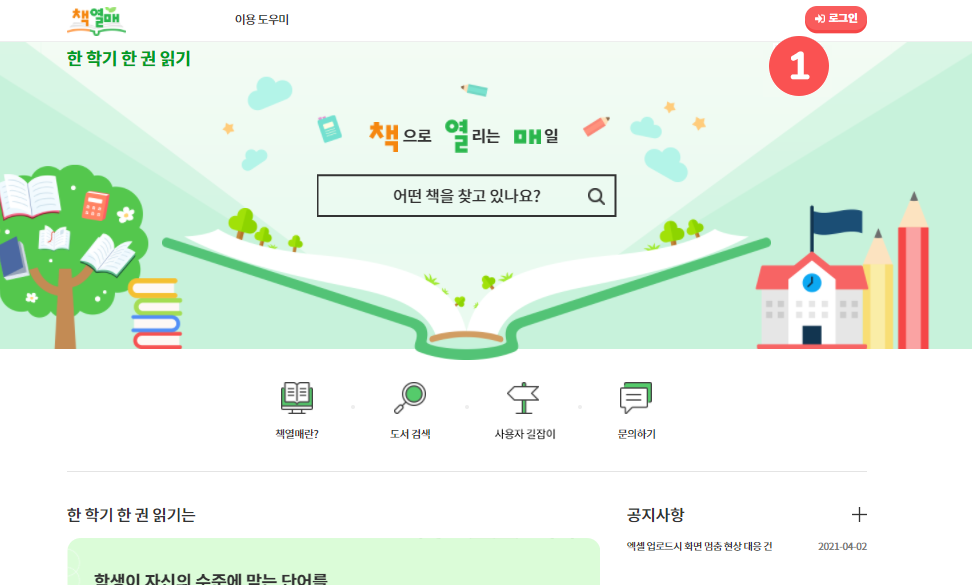 책열매
이용 도우미
로그인
1
한 학기 한 권 읽기
책으로 열리는 매일
어떤 책을 찾고 있나요?
책열매란?
도서 검색
사용자 길잡이
문의하기
한 학기 한 권 읽기는
공지사항
엑셀 업로드시 화면 멈춤 현상 대응 건
2021-04-02
학생이 자신의 수준에 맞는 단어를